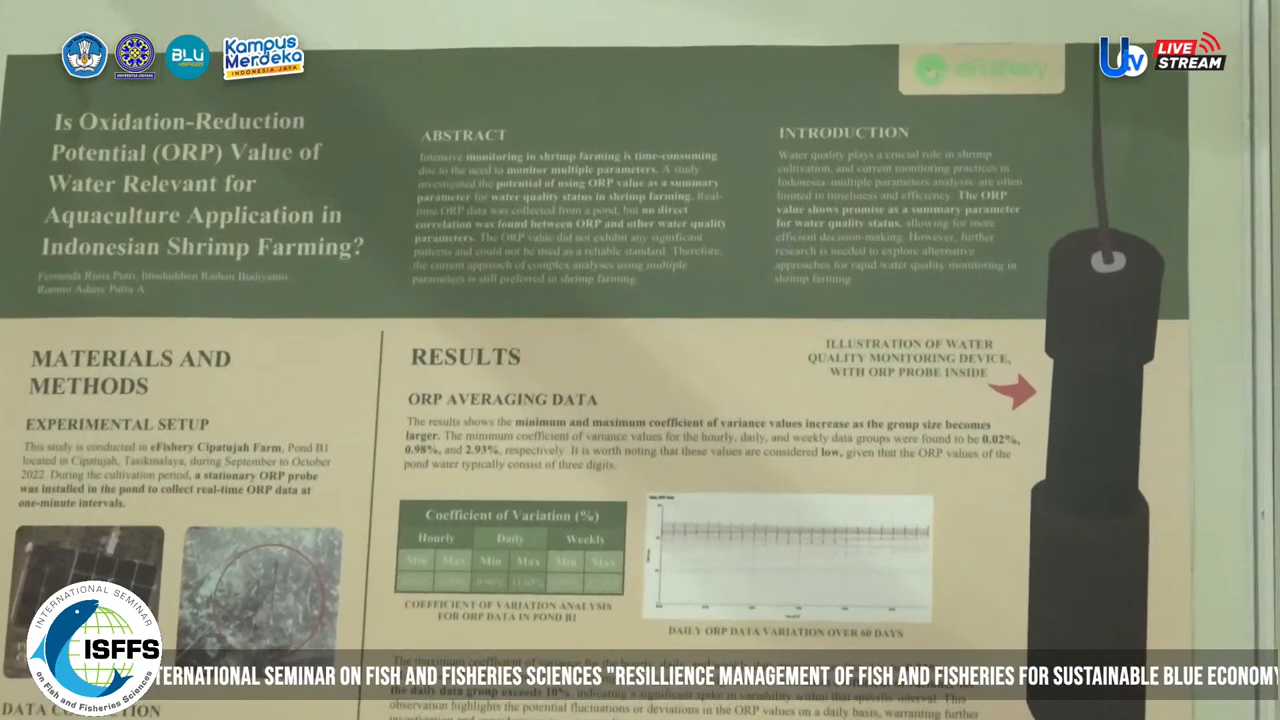 BLU
Kampus
Merdeka
INDONESIA JAYA
UNIVERSITAS UDAYANA
Utv
LIVE
STREAM
eFishery
Is Oxidation-Reduction
Potential (ORP) Value of
Water Relevant for
Aquaculture Application in
Indonesian Shrimp Farming?
Imaduddien Raihan Budiyanto,
ABSTRACT
Intensive monitoring in shrimp farming is time-consuming
due to the need to monitor multiple parameters. A study
investigated the potential of using ORP value as a summary
parameter for water quality status in shrimp farming. Real-
time ORP data was collected from a pond, but no direct
correlation was found between ORP and other water quality
parameters. The ORP value did not exhibit any significant
patterns and could not be used as a reliable standard. Therefore,
the current approach of complex analyses using multiple
parameters is still preferred in shrimp farming.
INTRODUCTION
Water quality plays a crucial role in shrimp
cultivation, and current monitoring practices in
Indonesia–multiple parameters analysis–are often
limited in timeliness and efficiency. The ORP
value shows promise as a summary parameter
for water quality status, allowing for more
efficient decision-making. However, further
research is needed to explore alternative
approaches for rapid water quality monitoring in
shrimp farming.
MATERIALS AND
METHODS
EXPERIMENTAL SETUP
This study is conducted in eFishery Cipatujah Farm, Pond B1
located in Cipatujah, Tasikmalaya, during September to October
2022. During the cultivation period, a stationary ORP probe
was installed in the pond to collect real-time ORP data at
one-minute intervals.
RESULTS
ORP AVERAGING DATA
The results shows the minimum and maximum coefficient of variance values increase as the group size becomes
larger. The minimum coefficient of variance values for the hourly, daily, and weekly data groups were found to be 0.02%,
0.98%, and 2.93%, respectively. It is worth noting that these values are considered low, given that the ORP values of the
pond water typically consist of three digits.
ILLUSTRATION OF WATER
QUALITY MONITORING DEVICE,
WITH ORP PROBE INSIDE
Coefficient of Variation (%)
Hourly Daily Weekly
Min Max Min Max Min Max
COEFFICIENT OF VARIATION ANALYSIS
FOR ORP DATA IN POND B1
DAILY ORP DATA VARIATION OVER 60 DAYS
the daily data group exceeds 10%, indicating a significant spike in variability within that specific interval. This
observation highlights the potential fluctuations or deviations in the ORP values on a daily basis, warranting further
INTERNATIONAL SEMINAR
ISFFS
on Fish and Fisheries Sciences
TERNATIONAL SEMINAR ON FISH AND FISHERIES SCIENCES "RESILLIENCE MANAGEMENT OF FISH AND FISHERIES FOR SUSTAINABLE BLUE ECONOMY